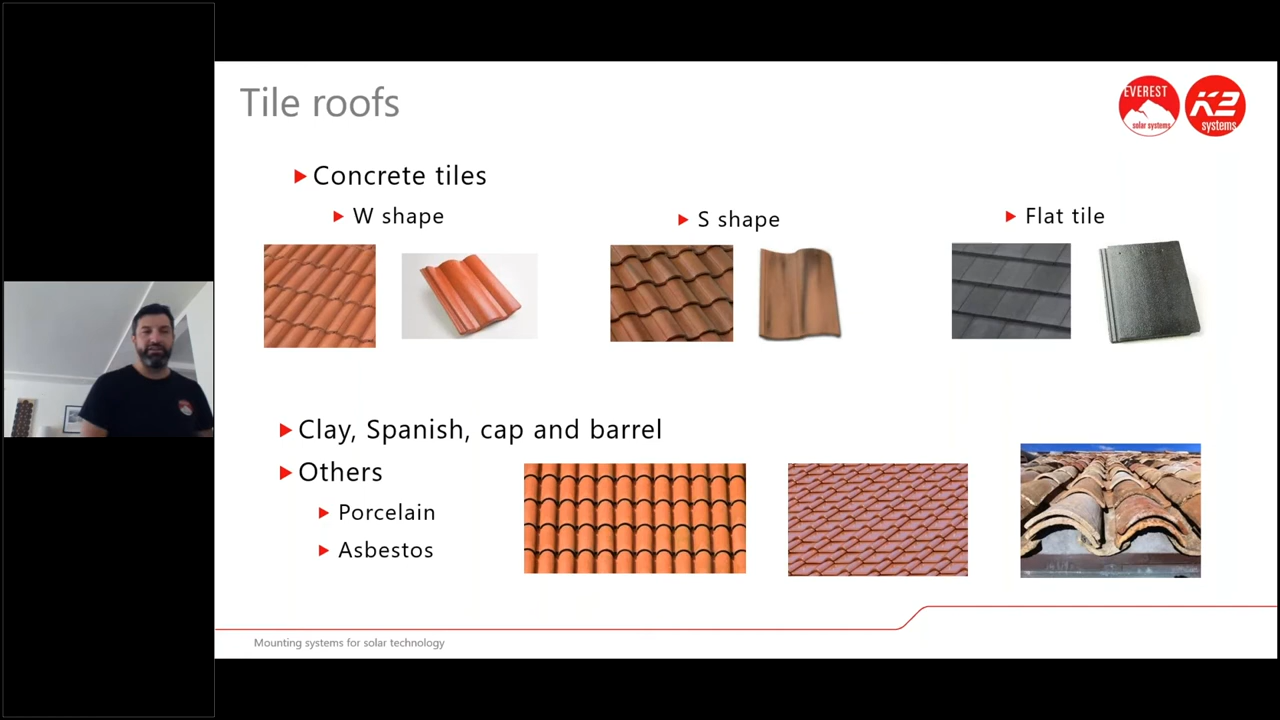 Tile roofs
EVEREST
solar systems
K2
systems
Concrete tiles
W shape
S shape
Flat tile
Clay, Spanish, cap and barrel
Others
Porcelain
Asbestos
Mounting systems for solar technology